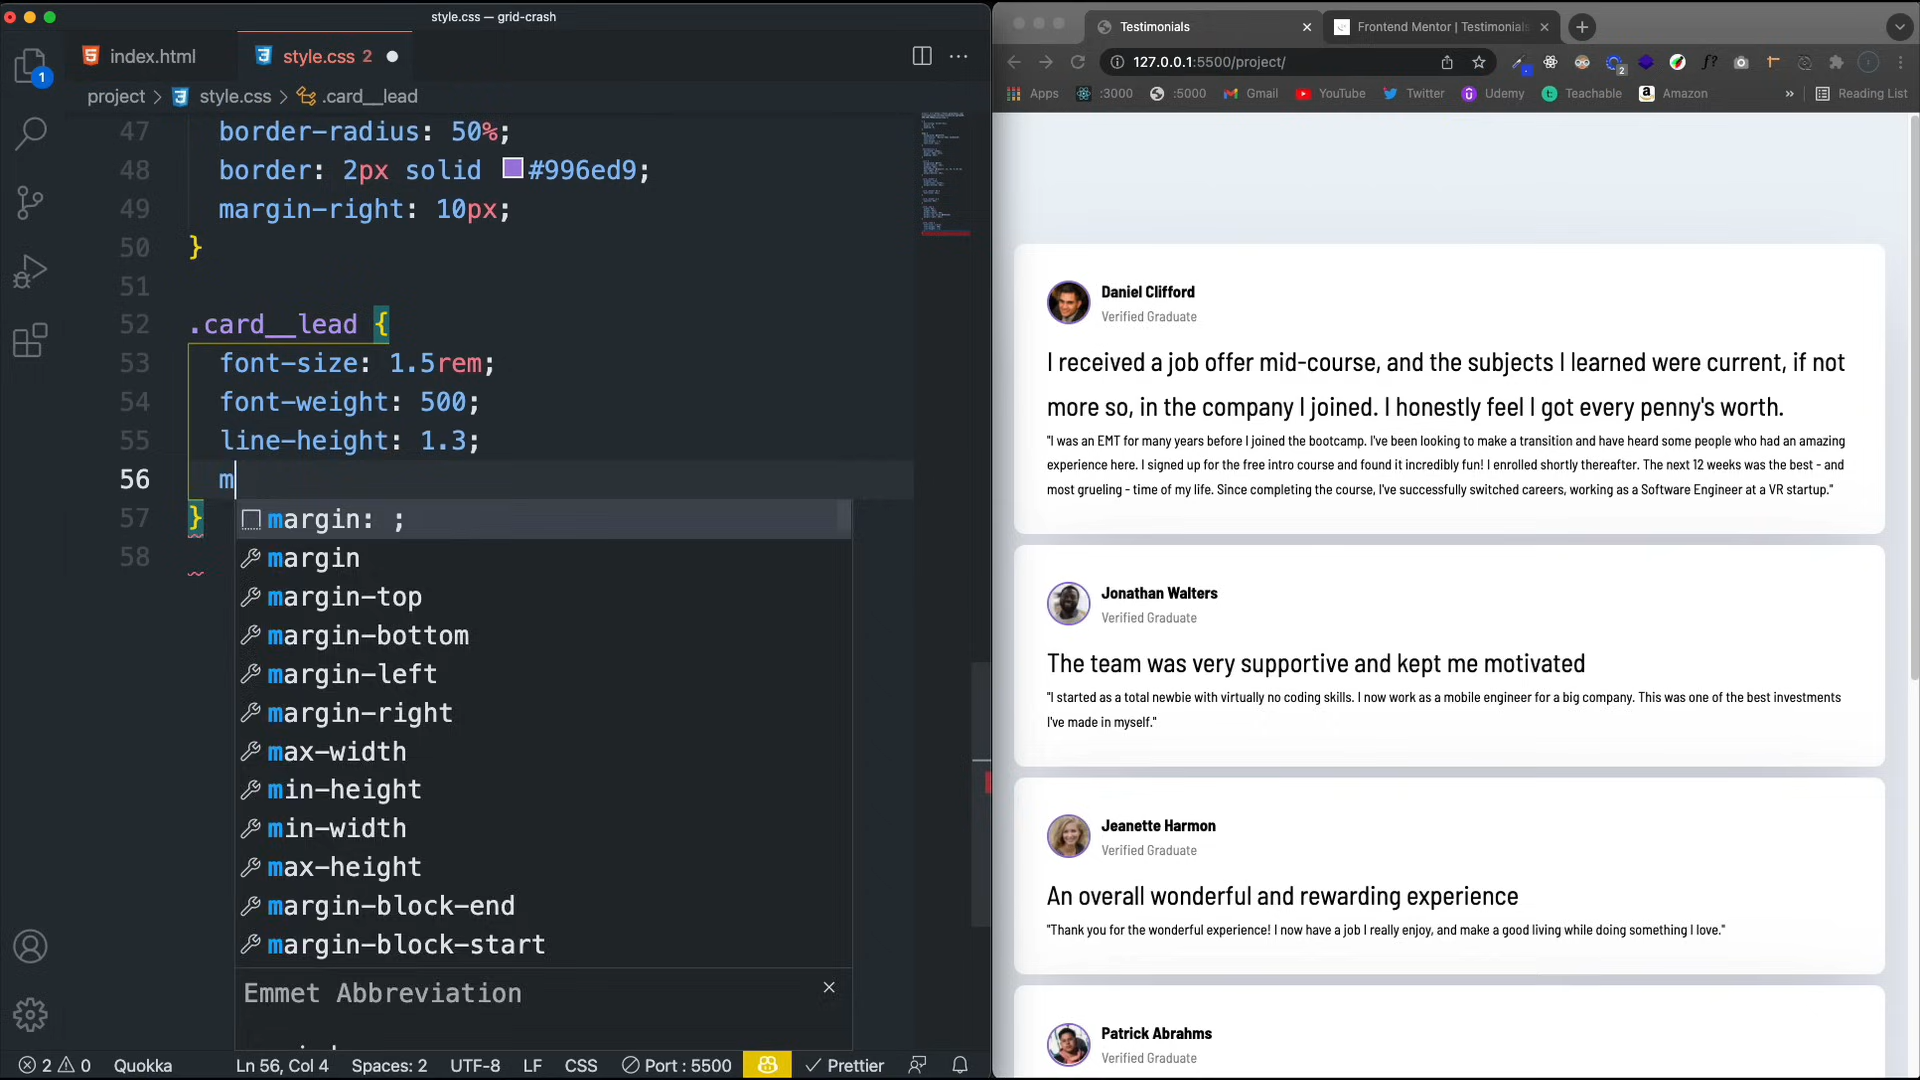 style.css — grid-crash
index.html
style.css 2
project > style.css > .card__lead
47 border-radius: 50%;
48 border: 2px solid #996ed9;
49 margin-right: 10px;
50 }
51
52 .card__lead {
53 font-size: 1.5rem;
54 font-weight: 500;
55 line-height: 1.3;
56 m
57 }
58
margin: ;
margin
margin-top
margin-bottom
margin-left
margin-right
max-width
min-height
min-width
max-height
margin-block-end
margin-block-start
Emmet Abbreviation
1
2 0 Quokka Ln 56, Col 4 Spaces: 2 UTF-8 LF CSS Port : 5500 Prettier
Testimonials
Frontend Mentor | Testimonials
127.0.0.1:5500/project/
f?
2
Apps :3000 :5000 Gmail YouTube Twitter Udemy Teachable Amazon » Reading List
Daniel Clifford
Verified Graduate
I received a job offer mid-course, and the subjects I learned were current, if not
more so, in the company I joined. I honestly feel I got every penny's worth.
"I was an EMT for many years before I joined the bootcamp. I've been looking to make a transition and have heard some people who had an amazing
experience here. I signed up for the free intro course and found it incredibly fun! I enrolled shortly thereafter. The next 12 weeks was the best - and
most grueling - time of my life. Since completing the course, I've successfully switched careers, working as a Software Engineer at a VR startup."
Jonathan Walters
Verified Graduate
The team was very supportive and kept me motivated
"I started as a total newbie with virtually no coding skills. I now work as a mobile engineer for a big company. This was one of the best investments
I've made in myself."
Jeanette Harmon
Verified Graduate
An overall wonderful and rewarding experience
"Thank you for the wonderful experience! I now have a job I really enjoy, and make a good living while doing something I love."
Patrick Abrahms
Verified Graduate